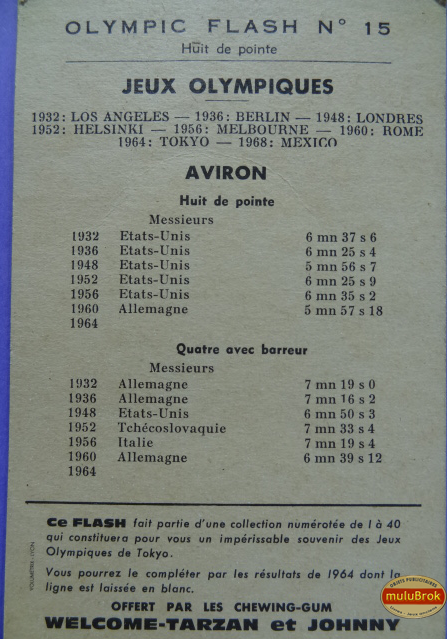 OLYMPIC FLASH N° 15
Huit de pointe
JEUX OLYMPIQUES
1932: LOS ANGELES — 1936: BERLIN — 1948: LONDRES
1952: HELSINKI — 1956: MELBOURNE — 1960: ROME
1964: TOKYO — 1968: MEXICO
AVIRON
Huit de pointe
Messieurs
1932 Etats-Unis 6 mn 37 s 6
1936 Etats-Unis 6 mn 25 s 4
1948 Etats-Unis 5 mn 56 s 7
1952 Etats-Unis 6 mn 25 s 9
1956 Etats-Unis 6 mn 35 s 2
1960 Allemagne 5 mn 57 s 18
1964
Quatre avec barreur
Messieurs
1932 Allemagne 7 mn 19 s 0
1936 Allemagne 7 mn 16 s 2
1948 Etats-Unis 6 mn 50 s 3
1952 Tchécoslovaquie 7 mn 33 s 4
1956 Italie 7 mn 19 s 4
1960 Allemagne 6 mn 39 s 12
1964
Ce FLASH fait partie d'une collection numérotée de 1 à 40
qui constituera pour vous un impérissable souvenir des Jeux
Olympiques de Tokyo.
Vous pourrez le compléter par les résultats de 1964 dont la
ligne est laissée en blanc.
OFFERT PAR LES CHEWING-GUM
WELCOME-TARZAN et JOHNNY
VOLUMETRIX - LYON
OBJETS PUBLICITAIRES
muluBrok